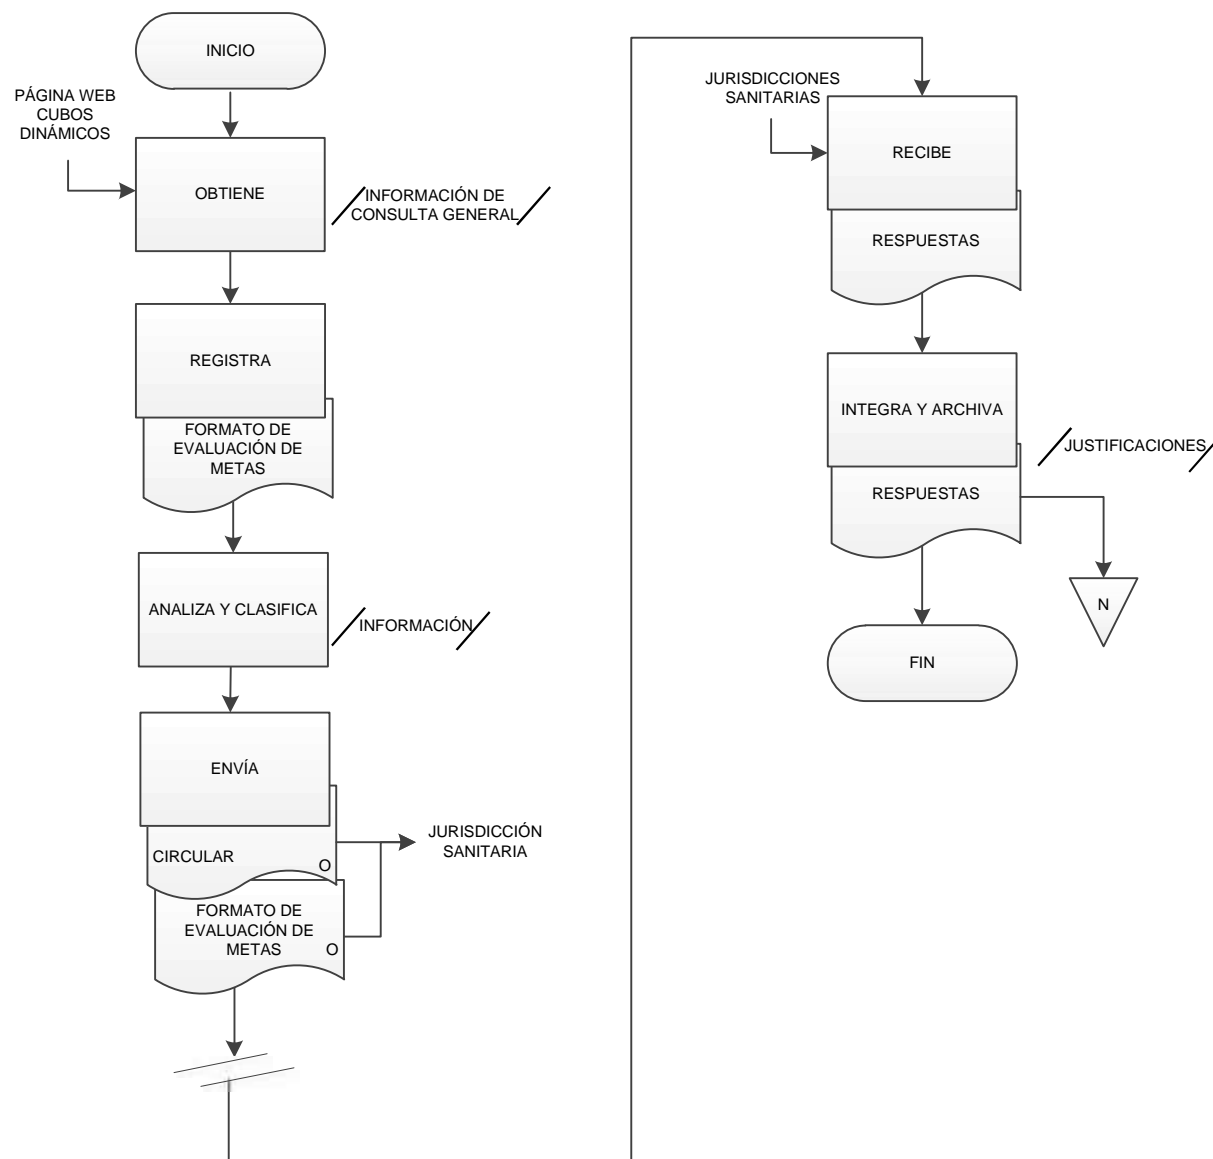 INICIO
PÁGINA WEB
CUBOS
DINÁMICOS
OBTIENE
INFORMACIÓN DE
CONSULTA GENERAL
REGISTRA
FORMATO DE
EVALUACIÓN DE
METAS
ANALIZA Y CLASIFICA
INFORMACIÓN
ENVÍA
CIRCULAR
O
JURISDICCIÓN
SANITARIA
FORMATO DE
EVALUACIÓN DE
METAS
O
JURISDICCIONES
SANITARIAS
RECIBE
RESPUESTAS
INTEGRA Y ARCHIVA
JUSTIFICACIONES
RESPUESTAS
N
FIN